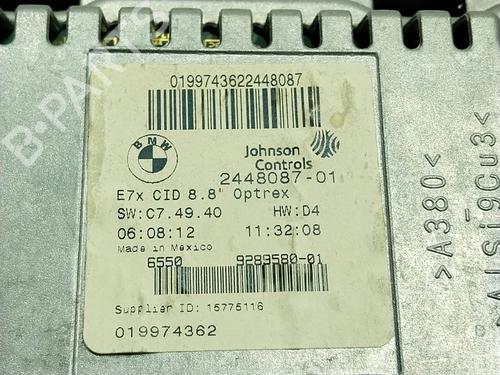 0199743622448087
BMW
Johnson
Controls
2448087-01
E7x CID 8.8" Optrex
SW:C7.49.40 HW:D4
06:08:12 11:32:08
Made in Mexico
6550 9289580-01
Supplier ID: 15775116
019974362
>A380<
AlSi9Cu3<
B-PARTS